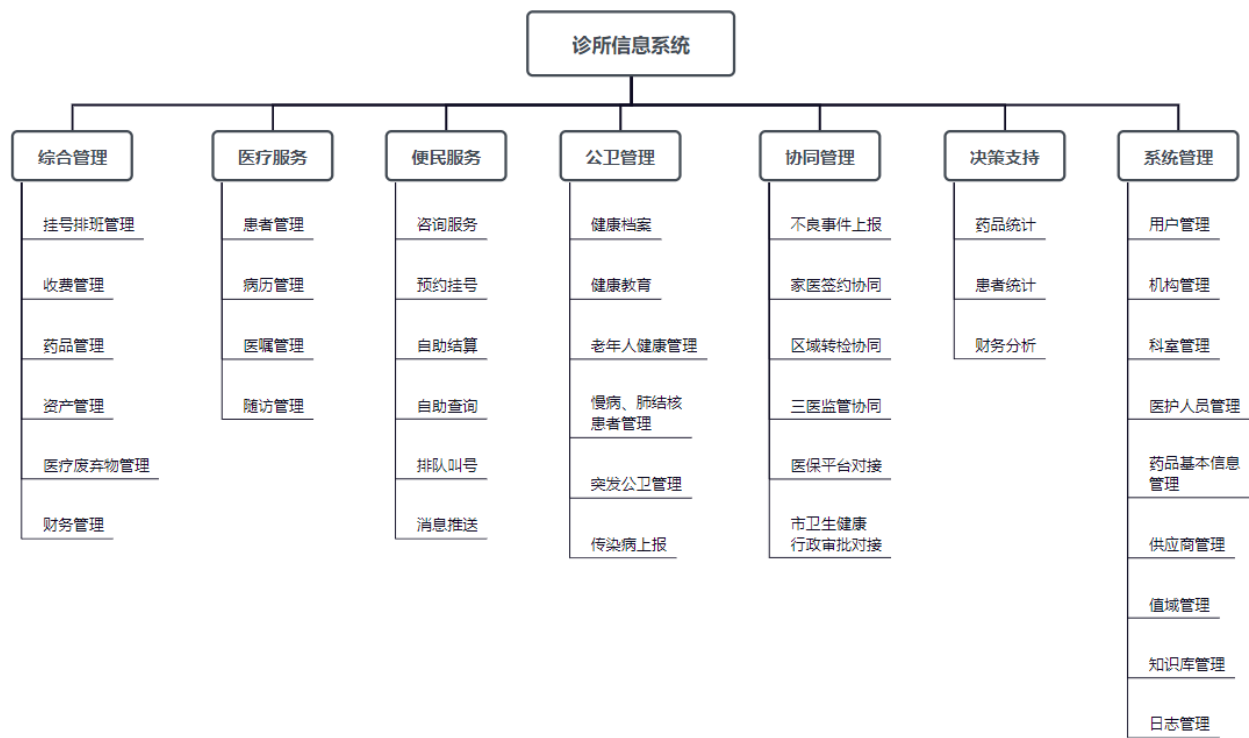 诊所信息系统
综合管理
挂号排班管理
收费管理
药品管理
资产管理
医疗废弃物管理
财务管理
医疗服务
患者管理
病历管理
医嘱管理
随访管理
便民服务
咨询服务
预约挂号
自助结算
自助查询
排队叫号
消息推送
公卫管理
健康档案
健康教育
老年人健康管理
慢病、肺结核
患者管理
突发公卫管理
传染病上报
协同管理
不良事件上报
家医签约协同
区域转检协同
三医监管协同
医保平台对接
市卫生健康
行政审批对接
决策支持
药品统计
患者统计
财务分析
系统管理
用户管理
机构管理
科室管理
医护人员管理
药品基本信息
管理
供应商管理
值域管理
知识库管理
日志管理